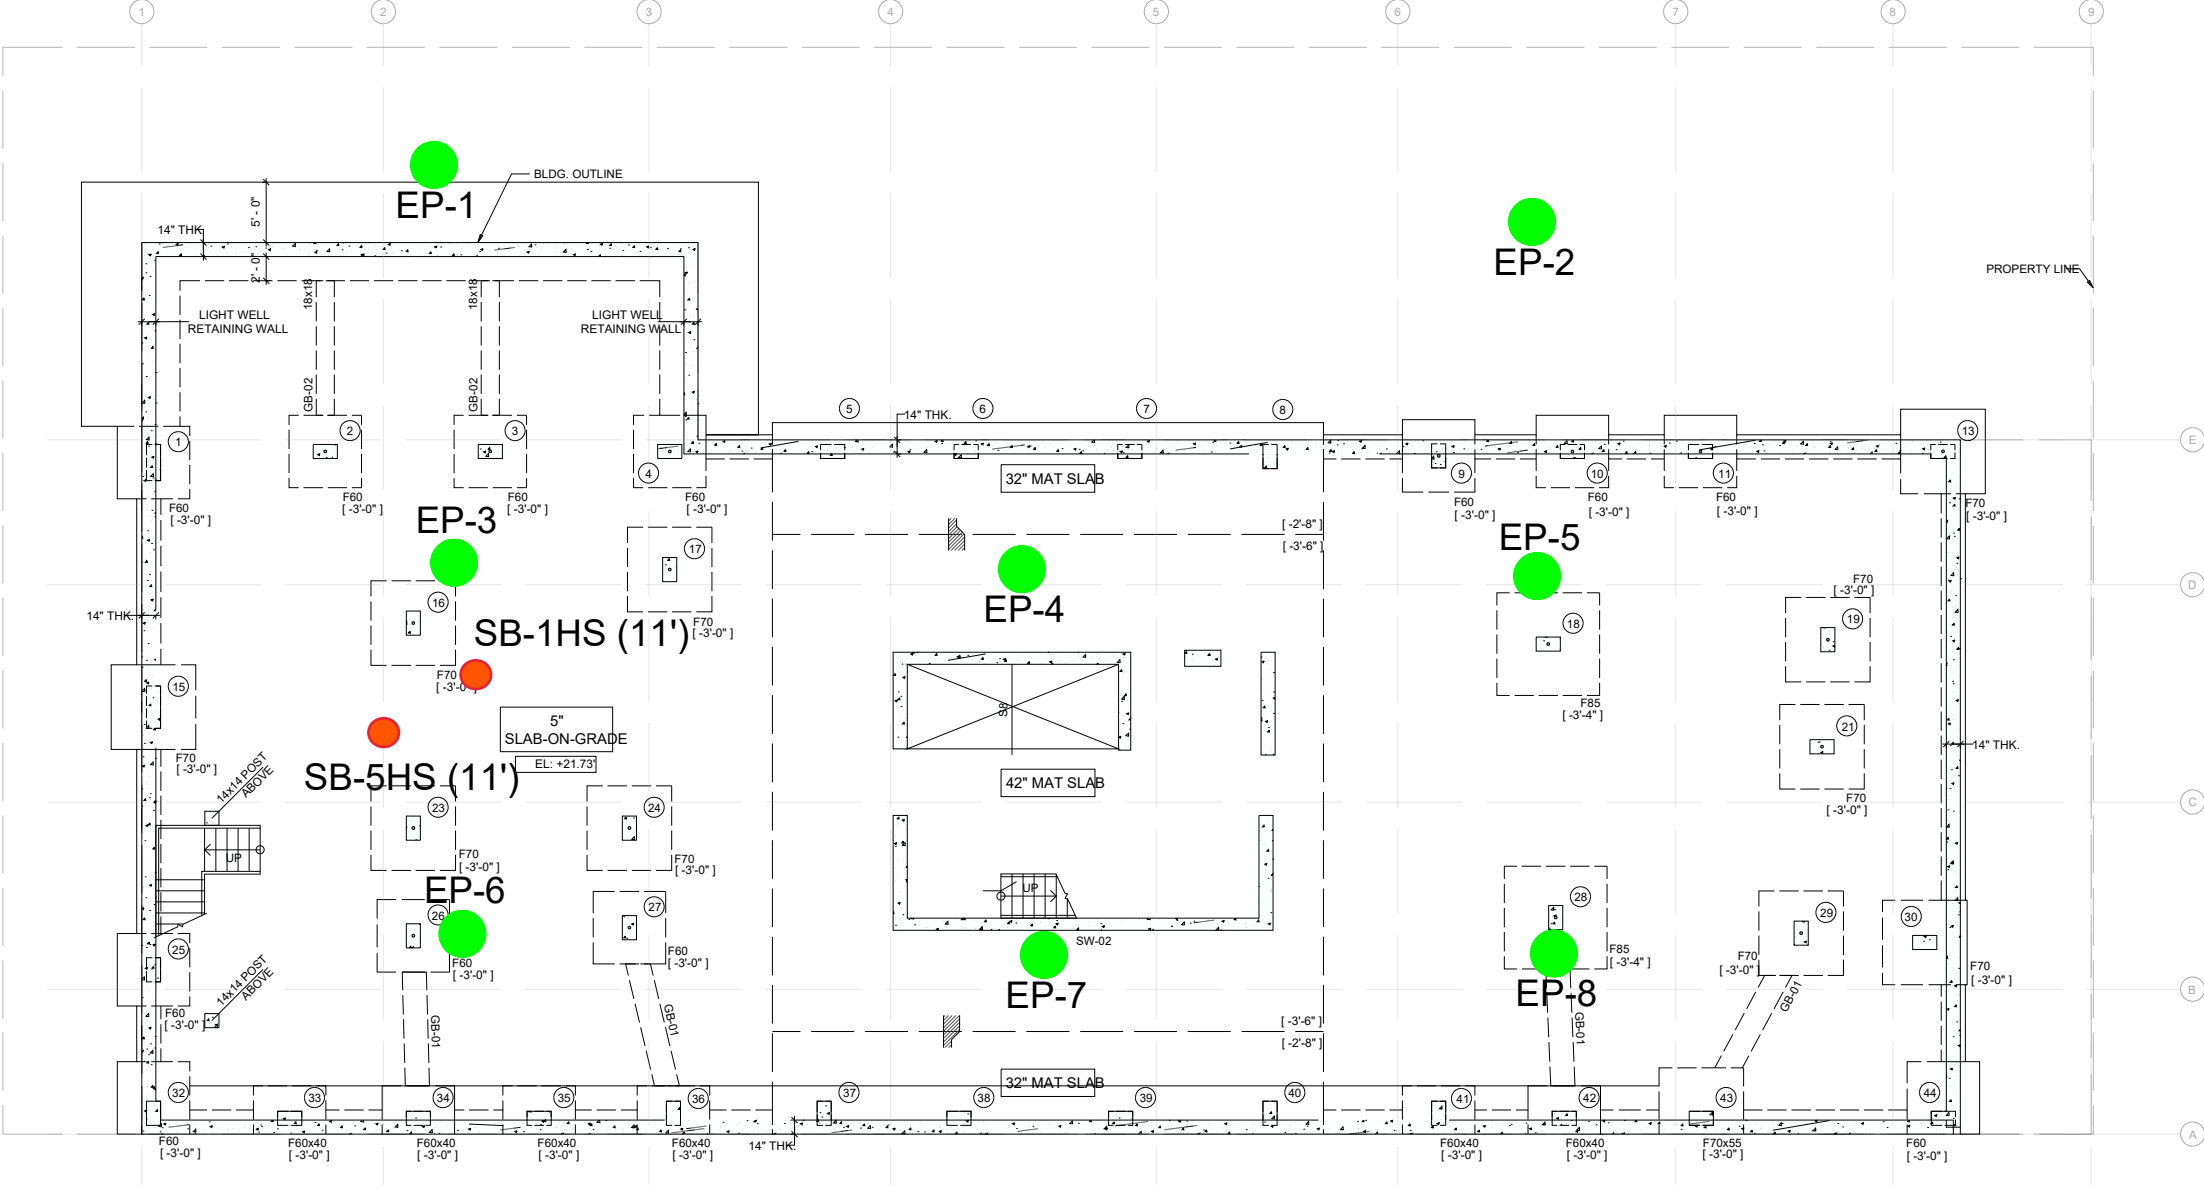 1 2 3 4 5 6 7 8 9
EP-1
BLDG. OUTLINE
5' - 0"
14" THK.
2' - 0"
EP-2
PROPERTY LINE
18x18
18x18
LIGHT WELL
RETAINING WALL
LIGHT WELL
RETAINING WALL
GB-02
GB-02
5 6 7 8
14" THK.
1 2 3 4
9 10 11 13
E
32" MAT SLAB
F60
[ -3'-0" ]
F60
[ -3'-0" ]
F60
[ -3'-0" ]
F60
[ -3'-0" ]
F60
[ -3'-0" ]
F60
[ -3'-0" ]
F60
[ -3'-0" ]
F70
[ -3'-0" ]
EP-3
[ -2'-8" ]
[ -3'-6" ]
EP-5
17
16
EP-4
D
F70
[ -3'-0" ]
14" THK.
SB-1HS (11')
F70
[ -3'-0" ]
18
19
F70
[ -3'-0"
15
F85
[ -3'-4" ]
S8
5"
SLAB-ON-GRADE
EL: +21.73'
21
14" THK.
F70
[ -3'-0" ]
14x14 POST
ABOVE
SB-5HS (11')
42" MAT SLAB
F70
[ -3'-0" ]
23
24
C
UP
F70
[ -3'-0" ]
F70
[ -3'-0" ]
EP-6
UP
26
27
28
29
30
25
SW-02
F60
[ -3'-0" ]
F60
[ -3'-0" ]
F85
[ -3'-4" ]
F70
[ -3'-0" ]
F70
[ -3'-0" ]
14x14 POST
ABOVE
EP-7
EP-8
B
F60
[ -3'-0" ]
GB-01
GB-01
GB-01
GB-01
[ -3'-6" ]
[ -2'-8" ]
32" MAT SLAB
32 33 34 35 36 37 38 39 40 41 42 43 44
A
14" THK.
F60
[ -3'-0" ]
F60x40
[ -3'-0" ]
F60x40
[ -3'-0" ]
F60x40
[ -3'-0" ]
F60x40
[ -3'-0" ]
F60x40
[ -3'-0" ]
F60x40
[ -3'-0" ]
F70x55
[ -3'-0" ]
F60
[ -3'-0" ]